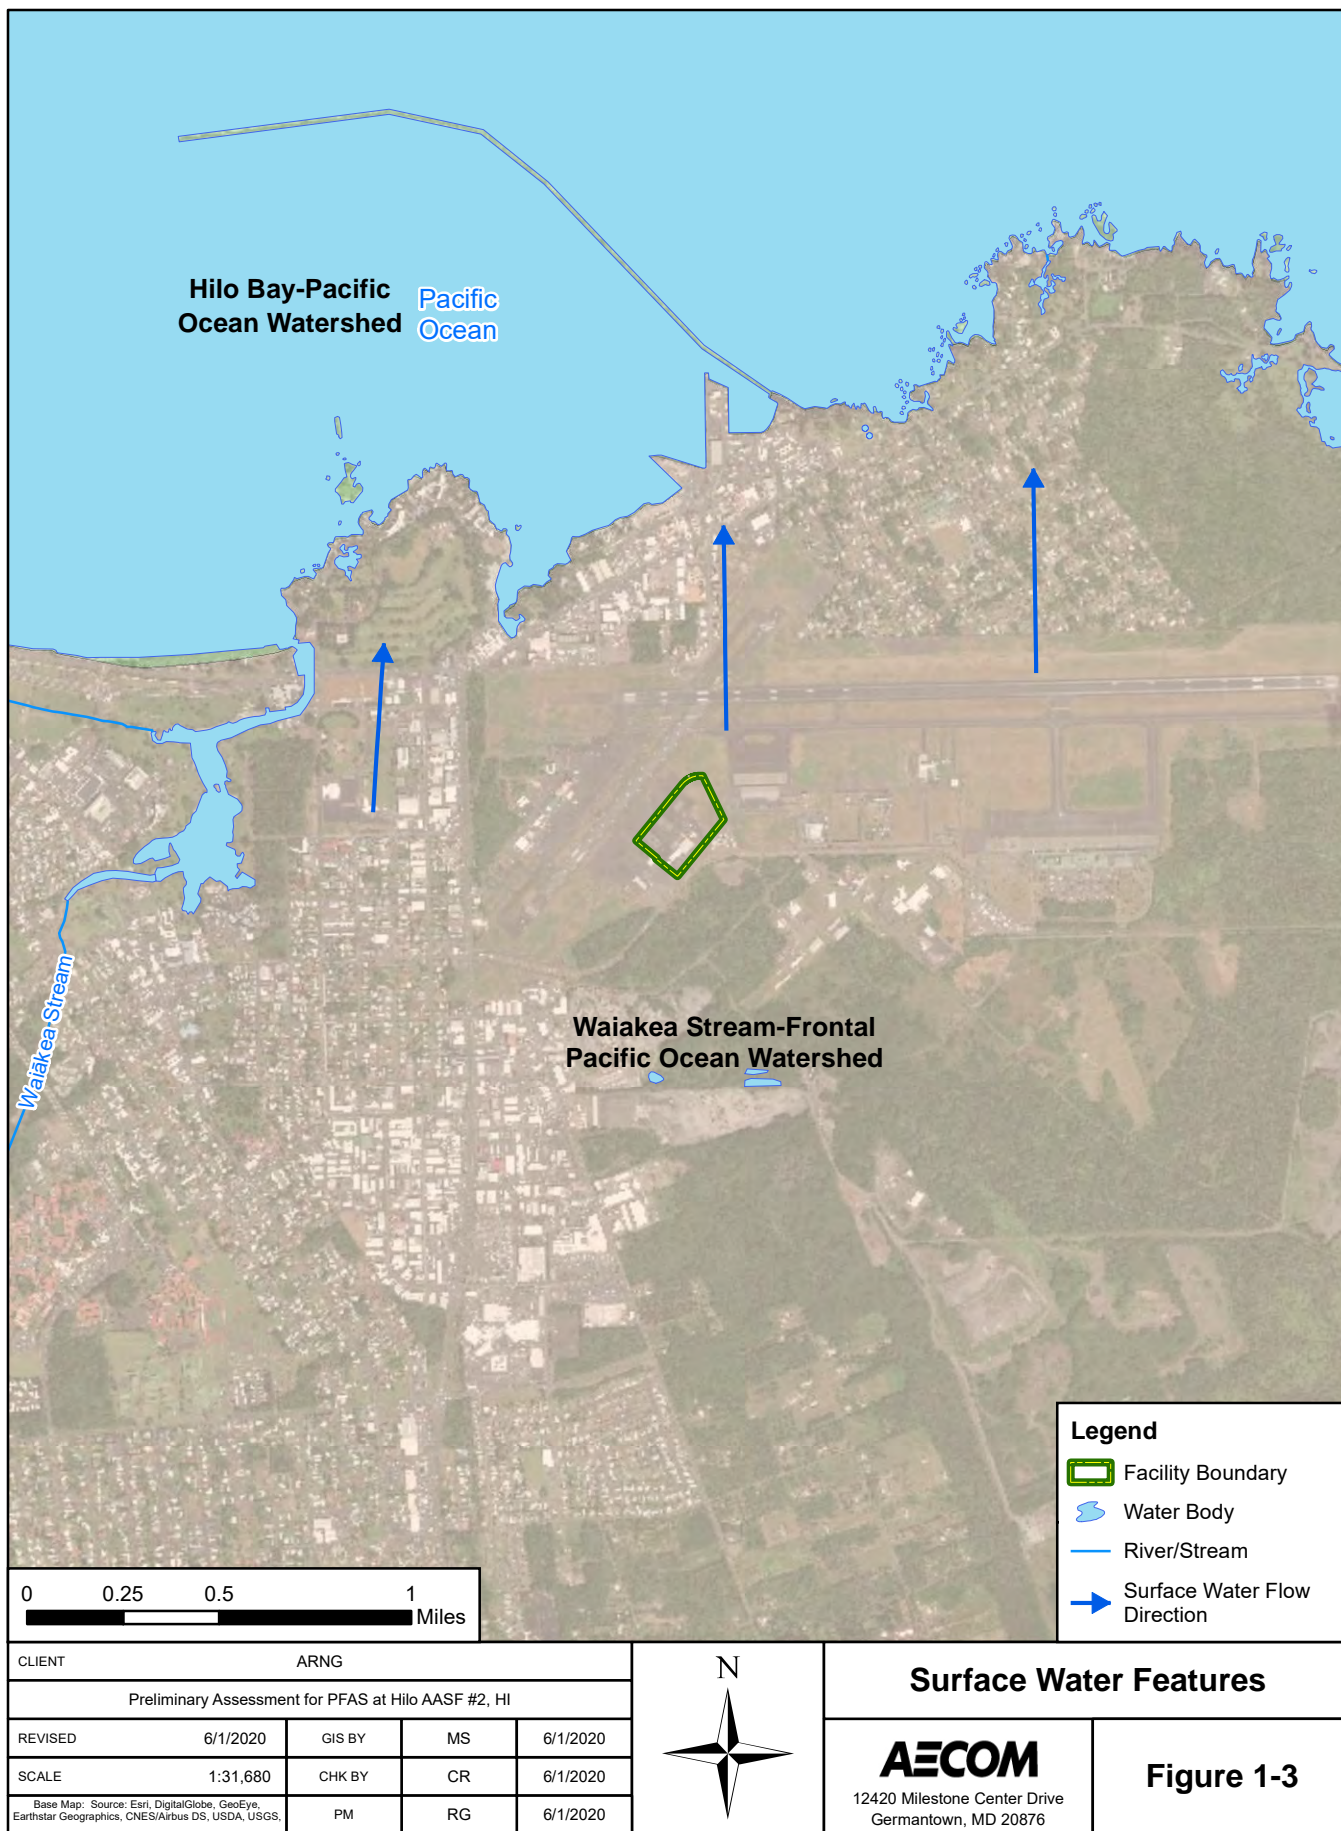 Hilo Bay-Pacific
Ocean Watershed
Pacific
Ocean
Waiākea Stream
Waiakea Stream-Frontal
Pacific Ocean Watershed
Legend
Facility Boundary
Water Body
River/Stream
Surface Water Flow
Direction
0 0.25 0.5 1
Miles
CLIENT ARNG
Preliminary Assessment for PFAS at Hilo AASF #2, HI
REVISED 6/1/2020 GIS BY MS 6/1/2020
SCALE 1:31,680 CHK BY CR 6/1/2020
Base Map: Source: Esri, DigitalGlobe, GeoEye,
Earthstar Geographics, CNES/Airbus DS, USDA, USGS,
PM RG 6/1/2020
N
Surface Water Features
AECOM
12420 Milestone Center Drive
Germantown, MD 20876
Figure 1-3